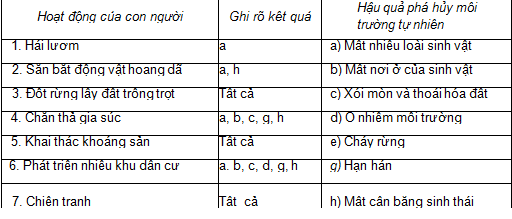 Hoạt động của con người Ghi rõ kết quả Hậu quả phá hủy môi trường tự nhiên
1. Hái lượm a a) Mất nhiều loài sinh vật
2. Săn bắt động vật hoang dã a, h b) Mất nơi ở của sinh vật
3. Đốt rừng lấy đất trồng trọt Tất cả c) Xói mòn và thoái hóa đất
4. Chăn thả gia súc a, b, c, g, h d) Ô nhiễm môi trường
5. Khai thác khoáng sản Tất cả e) Cháy rừng
6. Phát triển nhiều khu dân cư a. b, c, d, g, h g) Hạn hán
7. Chiến tranh Tất cả h) Mất cân bằng sinh thái